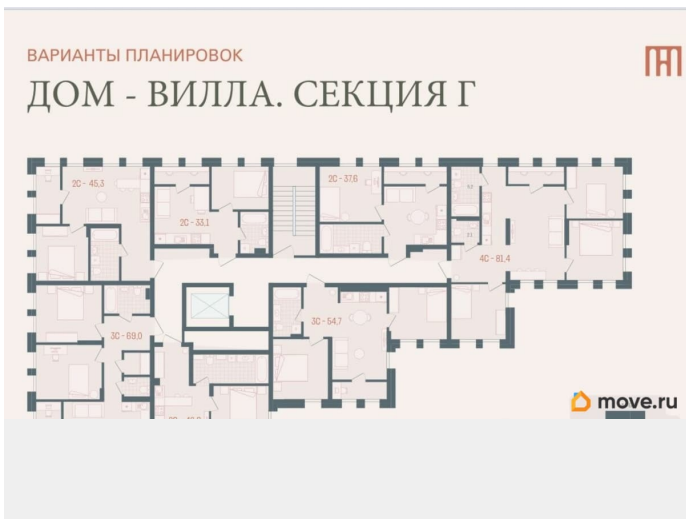 ВАРИАНТЫ ПЛАНИРОВОК
ДОМ - ВИЛЛА. СЕКЦИЯ Г
2С - 45,3
2С - 33,1
2С - 37,6
4С - 81,4
3С - 69,0
3С - 54,7
move.ru